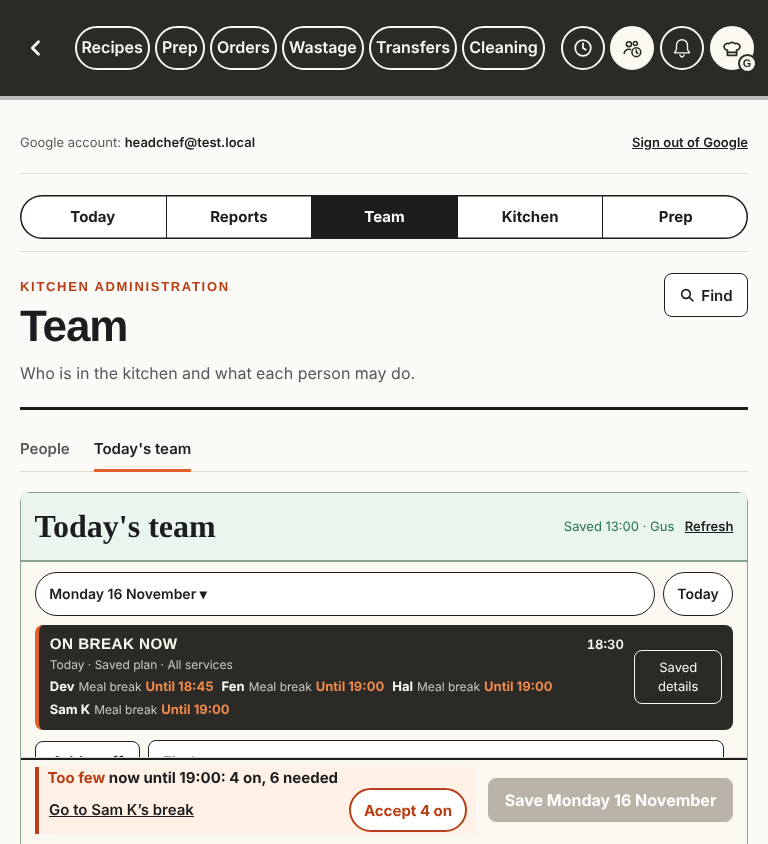 Recipes Prep Orders Wastage Transfers Cleaning
G
Google account: headchef@test.local Sign out of Google
Today Reports Team Kitchen Prep
KITCHEN ADMINISTRATION
Find
Team
Who is in the kitchen and what each person may do.
People Today's team
Today's team Saved 13:00 · Gus Refresh
Monday 16 November ▾ Today
ON BREAK NOW 18:30
Today · Saved plan · All services
Saved details
Dev Meal break Until 18:45 Fen Meal break Until 19:00 Hal Meal break Until 19:00
Sam K Meal break Until 19:00
Too few now until 19:00: 4 on, 6 needed
Go to Sam K’s break Accept 4 on
Save Monday 16 November